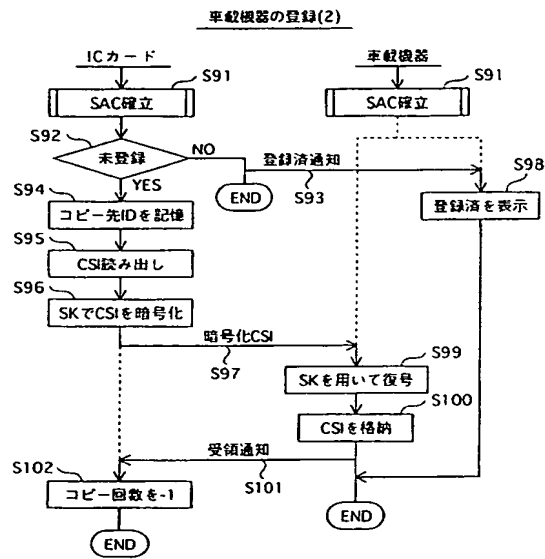 車載機器の登録(2)
ICカード
車載機器
S91
S91
SAC確立
SAC確立
S92
未登録
NO
登録済通知
S98
S94
YES
END
S93
コピー先IDを記憶
登録済を表示
S95
CSI読み出し
S96
SKでCSIを暗号化
暗号化CSI
S97
S99
SKを用いて復号
S100
CSIを格納
受領通知
S102
S101
コピー回数を-1
END
END